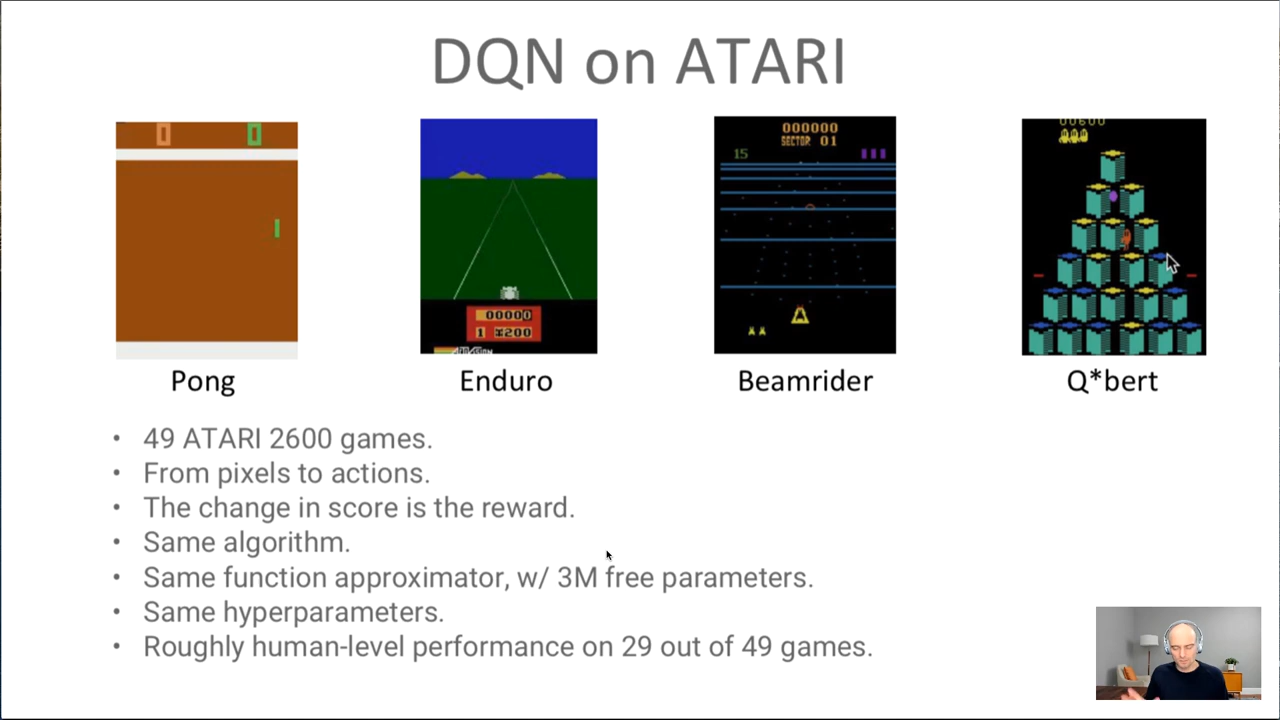 DQN on ATARI
0 0
00000
1 200
000000
SECTOR 01
15
00600
Pong
Enduro
Beamrider
Q*bert
• 49 ATARI 2600 games.
• From pixels to actions.
• The change in score is the reward.
• Same algorithm.
• Same function approximator, w/ 3M free parameters.
• Same hyperparameters.
• Roughly human-level performance on 29 out of 49 games.